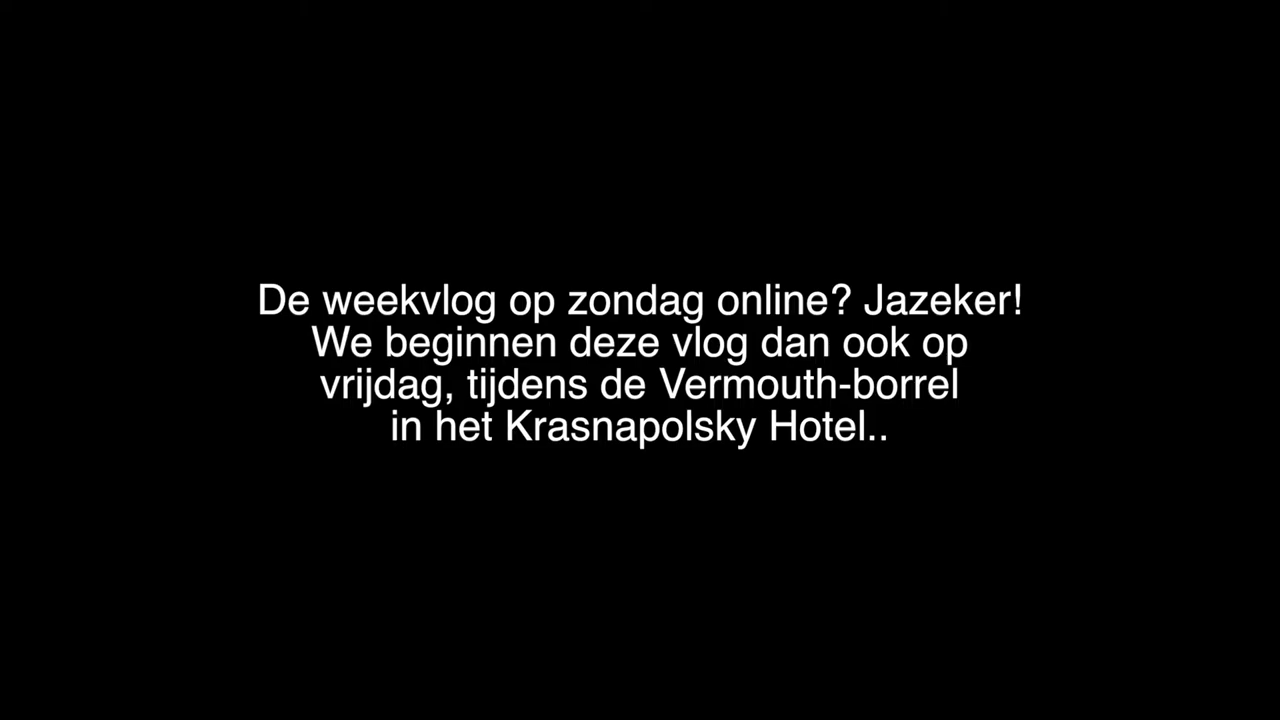 De weekvlog op zondag online? Jazeker!
We beginnen deze vlog dan ook op
vrijdag, tijdens de Vermouth-borrel
in het Krasnapolsky Hotel..